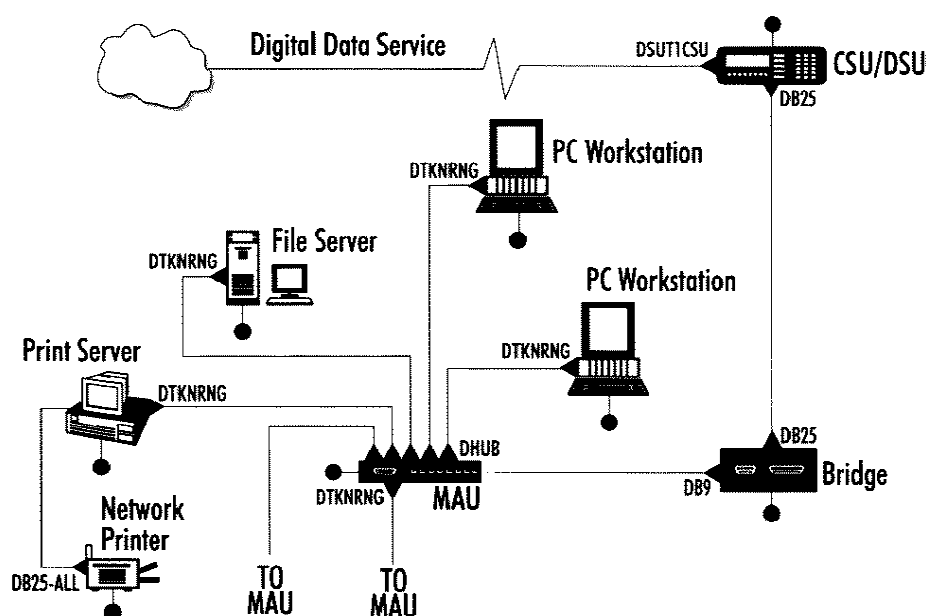 Digital Data Service
DSUT1CSU
CSU/DSU
DB25
PC Workstation
DTKNRNG
File Server
DTKNRNG
PC Workstation
DTKNRNG
Print Server
DTKNRNG
DHUB
DTKNRNG
MAU
DB25
DB9
Bridge
Network
Printer
DB25-ALL
TO
MAU
TO
MAU